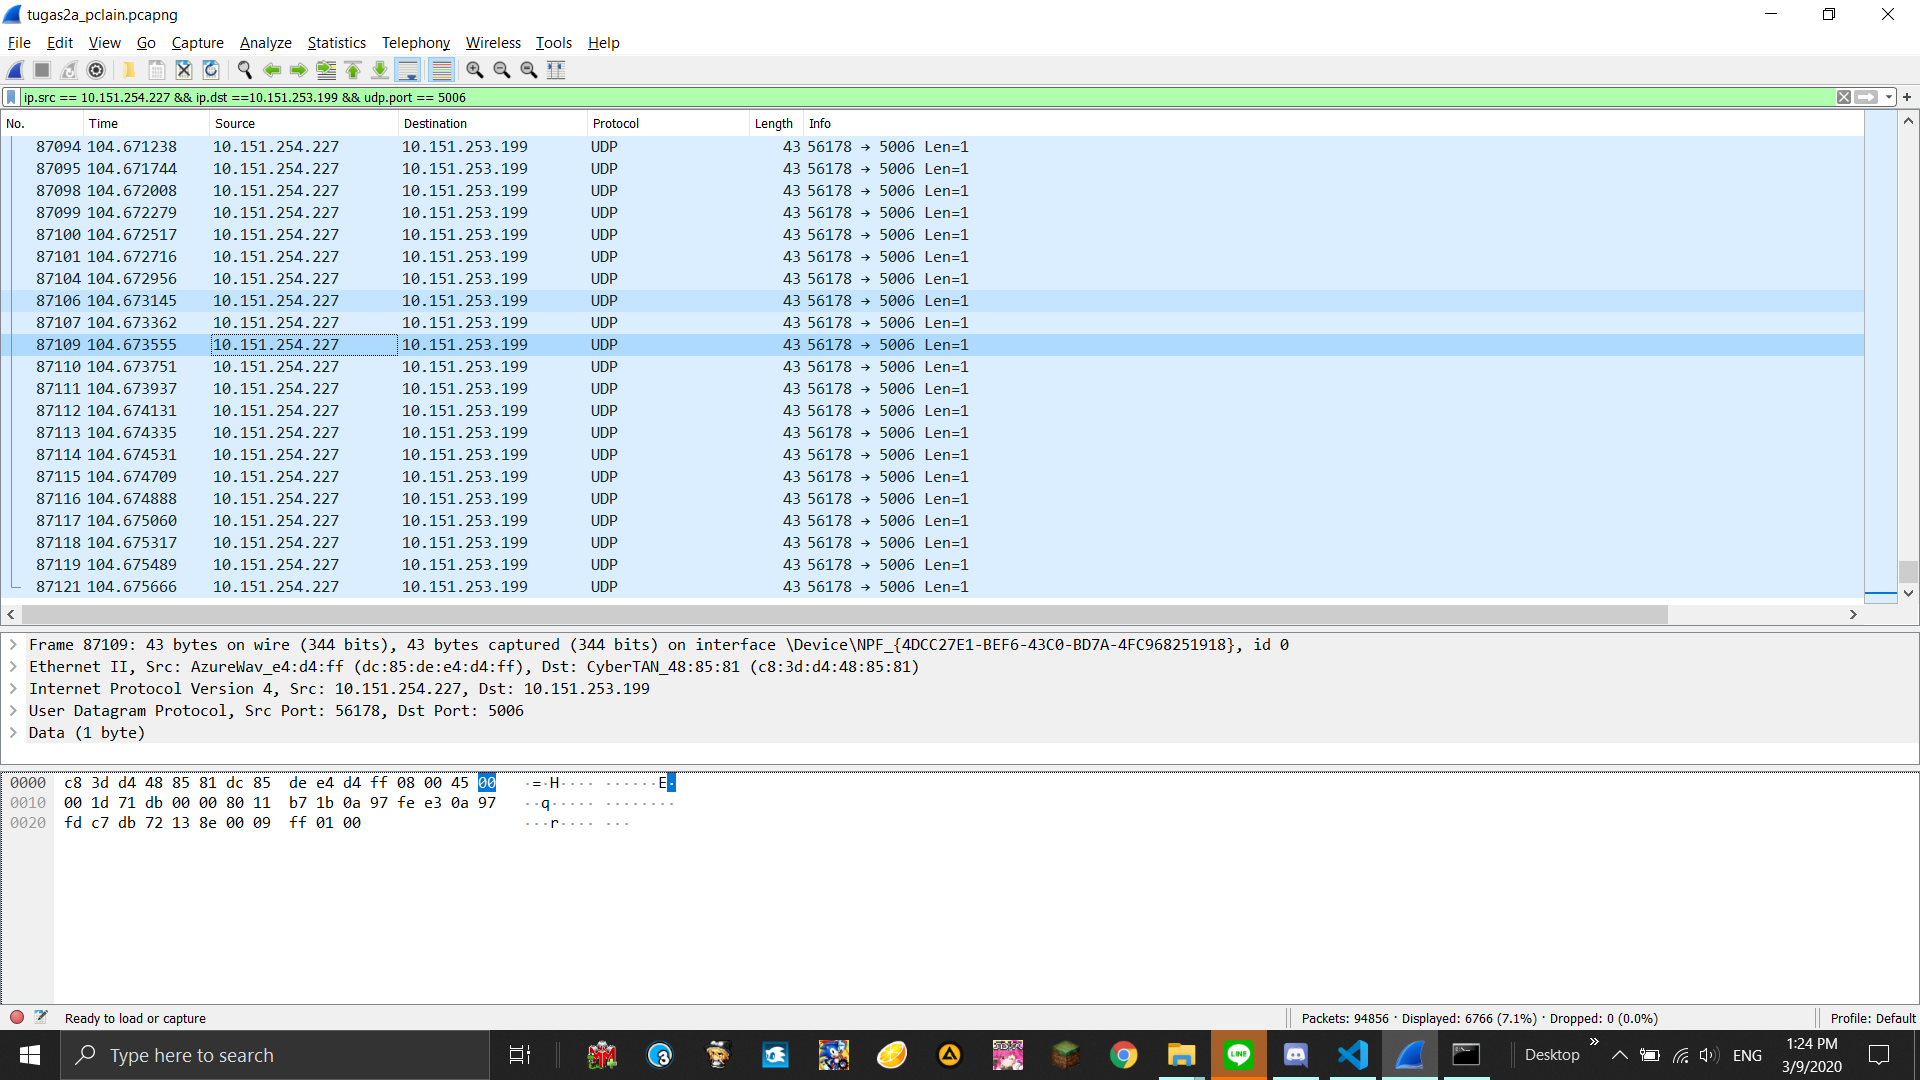 tugas2a_pclain.pcapng
File Edit View Go Capture Analyze Statistics Telephony Wireless Tools Help
ip.src == 10.151.254.227 && ip.dst ==10.151.253.199 && udp.port == 5006
No. Time Source Destination Protocol Length Info
87094 104.671238 10.151.254.227 10.151.253.199 UDP 43 56178 → 5006 Len=1
87095 104.671744 10.151.254.227 10.151.253.199 UDP 43 56178 → 5006 Len=1
87098 104.672008 10.151.254.227 10.151.253.199 UDP 43 56178 → 5006 Len=1
87099 104.672279 10.151.254.227 10.151.253.199 UDP 43 56178 → 5006 Len=1
87100 104.672517 10.151.254.227 10.151.253.199 UDP 43 56178 → 5006 Len=1
87101 104.672716 10.151.254.227 10.151.253.199 UDP 43 56178 → 5006 Len=1
87104 104.672956 10.151.254.227 10.151.253.199 UDP 43 56178 → 5006 Len=1
87106 104.673145 10.151.254.227 10.151.253.199 UDP 43 56178 → 5006 Len=1
87107 104.673362 10.151.254.227 10.151.253.199 UDP 43 56178 → 5006 Len=1
87109 104.673555 10.151.254.227 10.151.253.199 UDP 43 56178 → 5006 Len=1
87110 104.673751 10.151.254.227 10.151.253.199 UDP 43 56178 → 5006 Len=1
87111 104.673937 10.151.254.227 10.151.253.199 UDP 43 56178 → 5006 Len=1
87112 104.674131 10.151.254.227 10.151.253.199 UDP 43 56178 → 5006 Len=1
87113 104.674335 10.151.254.227 10.151.253.199 UDP 43 56178 → 5006 Len=1
87114 104.674531 10.151.254.227 10.151.253.199 UDP 43 56178 → 5006 Len=1
87115 104.674709 10.151.254.227 10.151.253.199 UDP 43 56178 → 5006 Len=1
87116 104.674888 10.151.254.227 10.151.253.199 UDP 43 56178 → 5006 Len=1
87117 104.675060 10.151.254.227 10.151.253.199 UDP 43 56178 → 5006 Len=1
87118 104.675317 10.151.254.227 10.151.253.199 UDP 43 56178 → 5006 Len=1
87119 104.675489 10.151.254.227 10.151.253.199 UDP 43 56178 → 5006 Len=1
87121 104.675666 10.151.254.227 10.151.253.199 UDP 43 56178 → 5006 Len=1
Frame 87109: 43 bytes on wire (344 bits), 43 bytes captured (344 bits) on interface \Device\NPF_{4DCC27E1-BEF6-43C0-BD7A-4FC968251918}, id 0
Ethernet II, Src: AzureWav_e4:d4:ff (dc:85:de:e4:d4:ff), Dst: CyberTAN_48:85:81 (c8:3d:d4:48:85:81)
Internet Protocol Version 4, Src: 10.151.254.227, Dst: 10.151.253.199
User Datagram Protocol, Src Port: 56178, Dst Port: 5006
Data (1 byte)
0000 c8 3d d4 48 85 81 dc 85 de e4 d4 ff 08 00 45 00 ·=·H···· ······E·
0010 00 1d 71 db 00 00 80 11 b7 1b 0a 97 fe e3 0a 97 ··q····· ········
0020 fd c7 db 72 13 8e 00 09 ff 01 00 ···r···· ···
Ready to load or capture
Packets: 94856 · Displayed: 6766 (7.1%) · Dropped: 0 (0.0%)
Profile: Default
Type here to search
LINE
Desktop
ENG
1:24 PM
3/9/2020